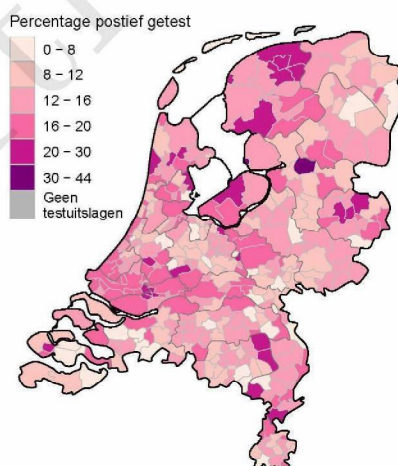 Percentage postief getest
0 – 8
8 – 12
12 – 16
16 – 20
20 – 30
30 – 44
Geen
testuitslagen